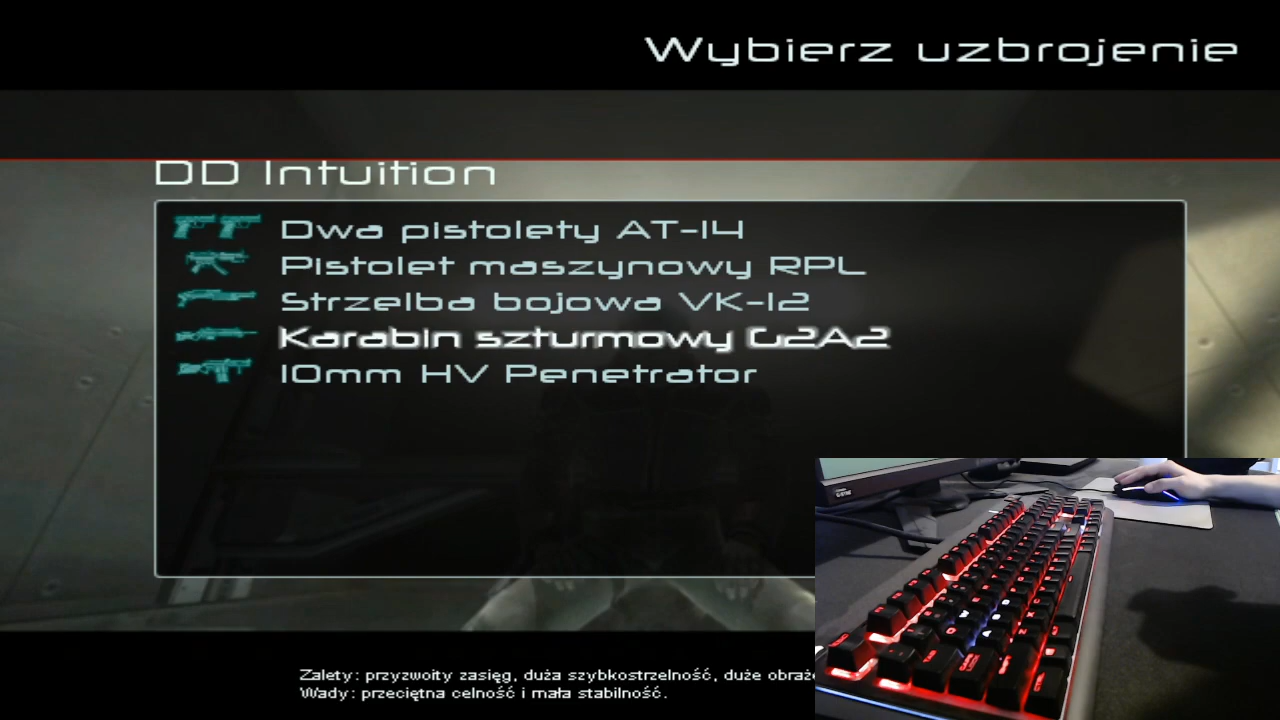 Wybierz uzbrojenie
DD Intuition
Dwa pistolety AT-14
Pistolet maszynowy RPL
Strzelba bojowa VK-12
Karabin szturmowy G2A2
10mm HV Penetrator
Zalety: przyzwoity zasięg, duża szybkostrzelność, duże
Wady: przeciętna celność i mała stabilność.